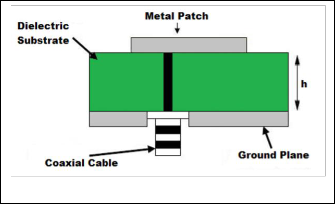 Metal Patch
Dielectric
Substrate
h
Coaxial Cable
Ground Plane